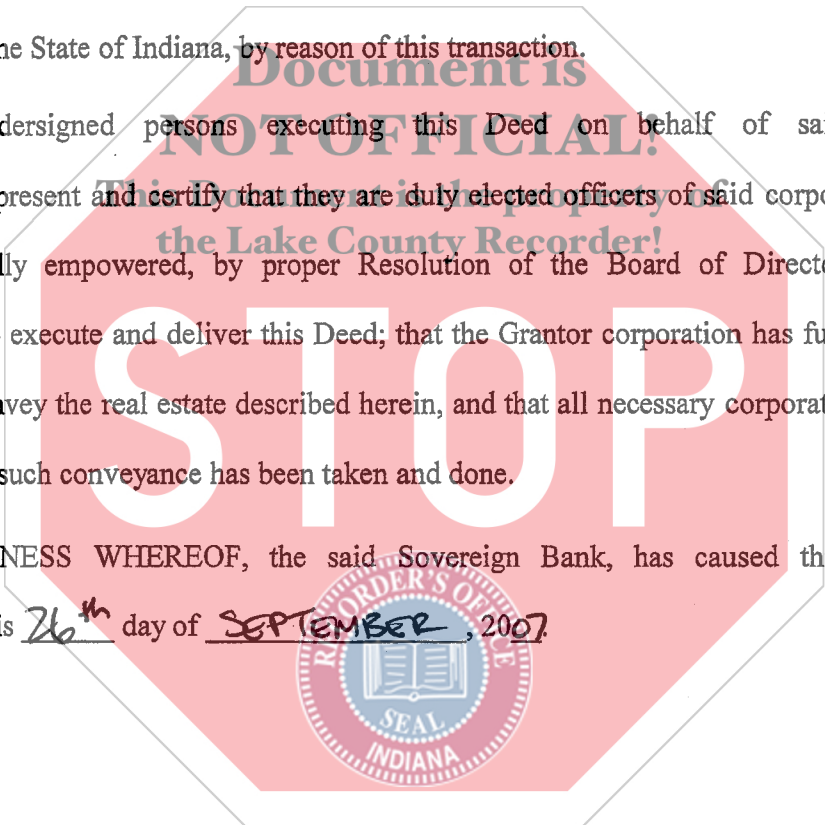 ne State of Indiana, by reason of this transaction.
Document is
dersigned persons executing this Deed on behalf of sa
NOT OFFICIAL!
present and certify that they are duly elected officers of said corpo
This Document is the property of
the Lake County Recorder!
lly empowered, by proper Resolution of the Board of Directo
execute and deliver this Deed; that the Grantor corporation has fu
STOP
vey the real estate described herein, and that all necessary corporat
such conveyance has been taken and done.
NESS WHEREOF, the said Sovereign Bank, has caused th
RECORDER'S OFFICE
is 26th day of SEPTEMBER, 2007.
SEAL
INDIANA